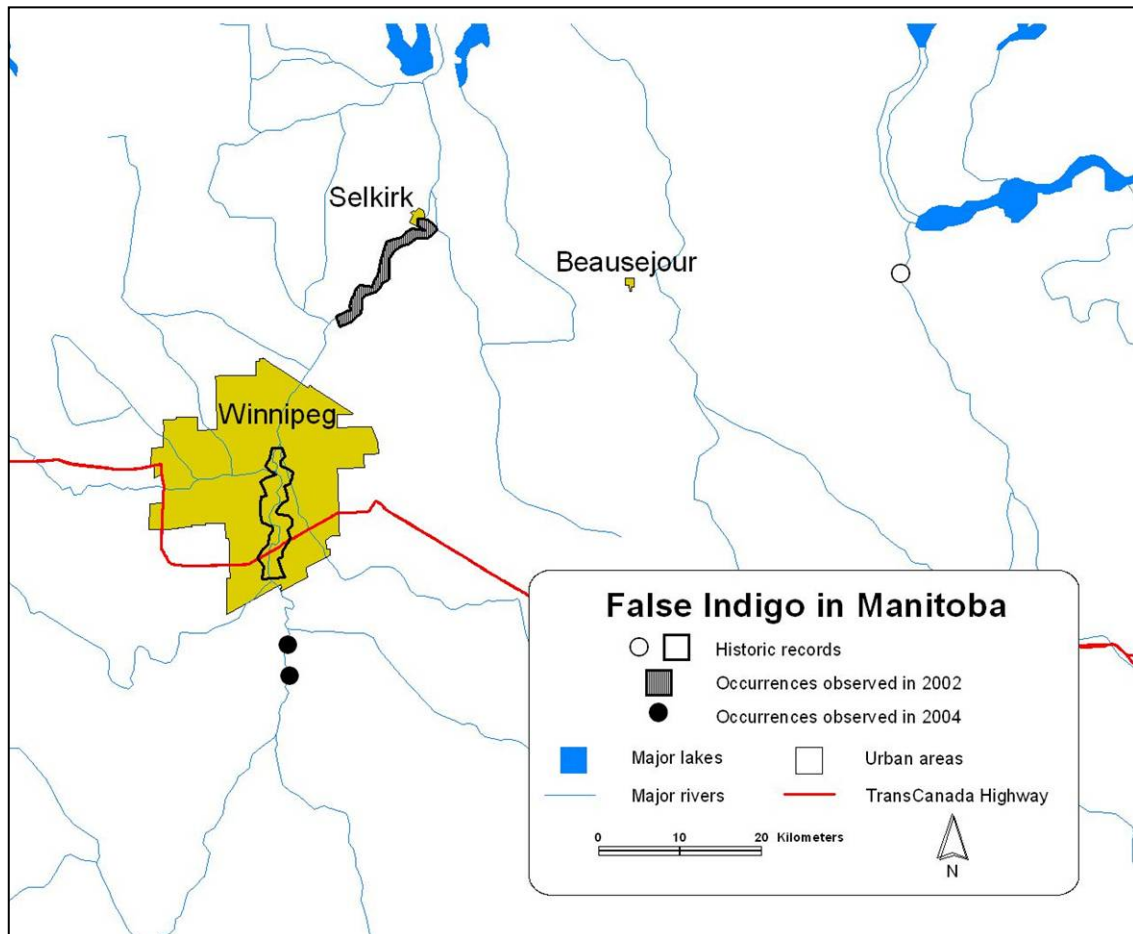 Selkirk
Beausejour
Winnipeg
False Indigo in Manitoba
Historic records
Occurrences observed in 2002
Occurrences observed in 2004
Major lakes
Urban areas
Major rivers
TransCanada Highway
0 10 20 Kilometers
N